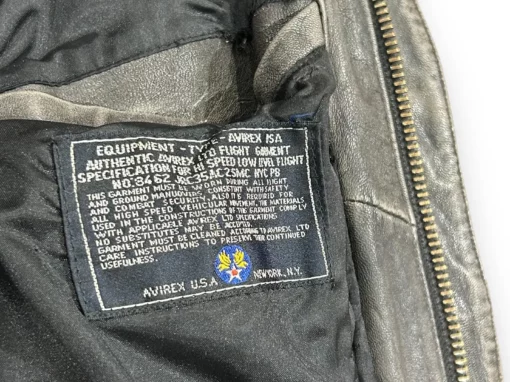 EQUIPMENT - TYPE - AVIREX ISA
AUTHENTIC AVIREX LTD FLIGHT GARMENT
SPECIFICATION FOR HI SPEED LOW LEVEL FLIGHT
NO. 8462 35AC2SMC NYC PB
THIS GARMENT MUST BE WORN DURING ALL FLIGHT
AND GROUND MANOUVERS CONSISTENT WITH SAFETY
AND COMBAT SECURITY. ALSO IS REQUIRED FOR
ALL HIGH SPEED VEHICULAR MOVEMENT. THE MATERIALS
USED IN THE CONSTRUCTION OF THE GARMENT COMPLY
WITH APPLICABLE AVIREX LTD SPECIFICATIONS
NO SUBSTITUTES MAY BE ACCEPTED.
GARMENT MUST BE CLEANED ACCORDING TO AVIREX LTD
CARE INSTRUCTIONS TO PRESERVE THEIR CONTINUED
USEFULNESS.
AVIREX U.S.A NEW YORK, N.Y.